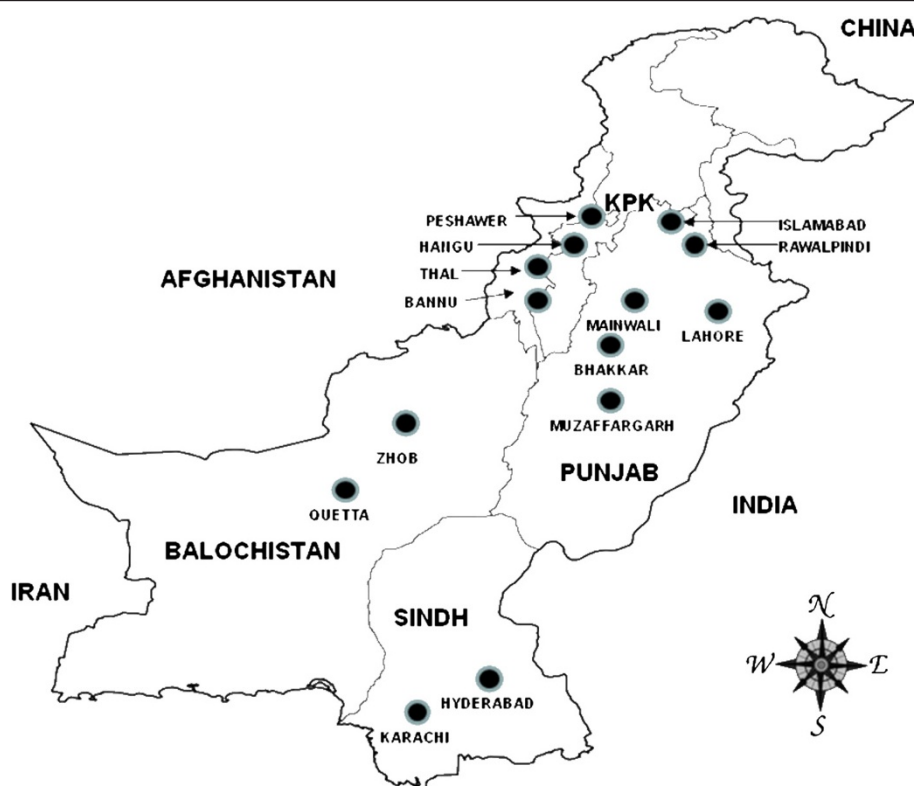 CHINA
KPK
PESHAWER
ISLAMABAD
HANGU
RAWALPINDI
THAL
AFGHANISTAN
BANNU
MAINWALI
LAHORE
BHAKKAR
MUZAFFARGARH
ZHOB
PUNJAB
INDIA
QUETTA
BALOCHISTAN
IRAN
SINDH
N
W
E
S
HYDERABAD
KARACHI